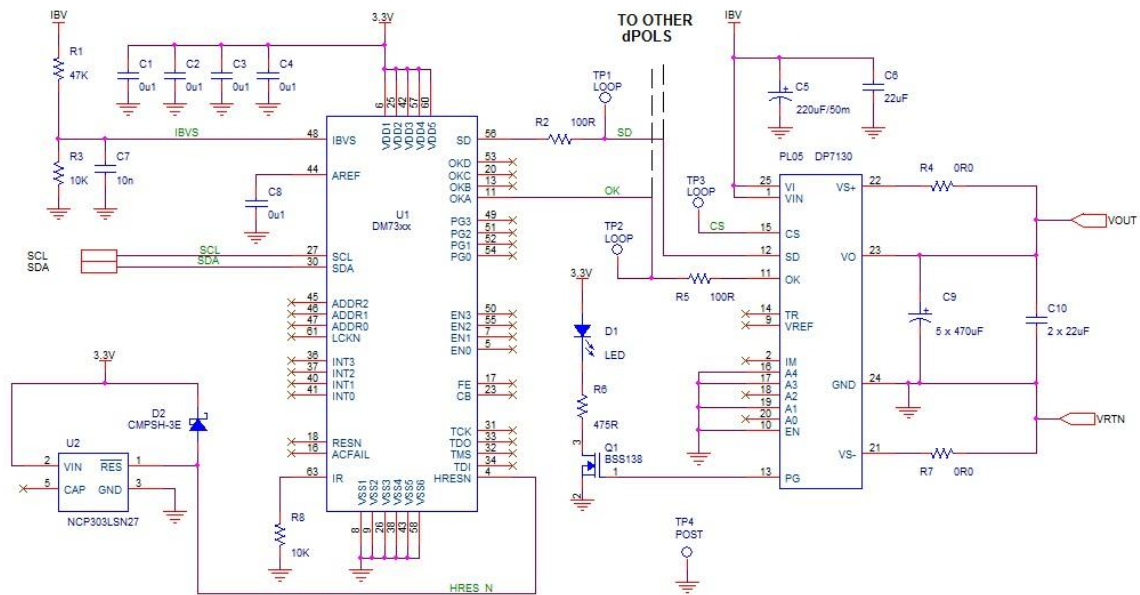 IBV
3.3V
TO OTHER
dPOLS
IBV
R1
47K
C1
0u1
C2
0u1
C3
0u1
C4
0u1
TP1
LOOP
C5
220uF/50m
C6
22uF
6
25
42
57
60
VDD1
VDD2
VDD3
VDD4
VDD5
IBVS
48
IBVS
SD
56
R2
100R
SD
R3
10K
C7
10n
44
AREF
C8
0u1
OKD
53
OKC
20
OKB
13
OKA
11
OK
U1
DM73xx
PG3
49
PG2
51
PG1
52
PG0
54
SCL
SDA
SCL
27
SCL
SDA
30
SDA
45
ADDR2
46
ADDR1
47
ADDR0
61
LCKN
EN3
50
EN2
55
EN1
7
EN0
5
36
INT3
37
INT2
40
INT1
41
INT0
FE
17
CB
23
TCK
31
TDO
33
TMS
32
TDI
34
HRESN
4
18
RESN
16
ACFAIL
63
IR
VSS1
VSS2
VSS3
VSS4
VSS5
VSS6
8
9
26
38
43
58
R8
10K
HRES_N
3.3V
D2
CMPSH-3E
U2
2
VIN
RES
1
5
CAP
GND
3
NCP303LSN27
TP3
LOOP
CS
TP2
LOOP
R5
100R
3.3V
D1
LED
R6
475R
3
Q1
BSS138
1
2
TP4
POST
PL05
DP7130
25
VI
1
VIN
15
CS
12
SD
11
OK
14
TR
9
VREF
2
IM
16
A4
17
A3
18
A2
19
A1
20
A0
10
EN
13
PG
VS+
22
R4
0R0
VO
23
GND
24
VS-
21
R7
0R0
C9
5 x 470uF
C10
2 x 22uF
VOUT
VRTN